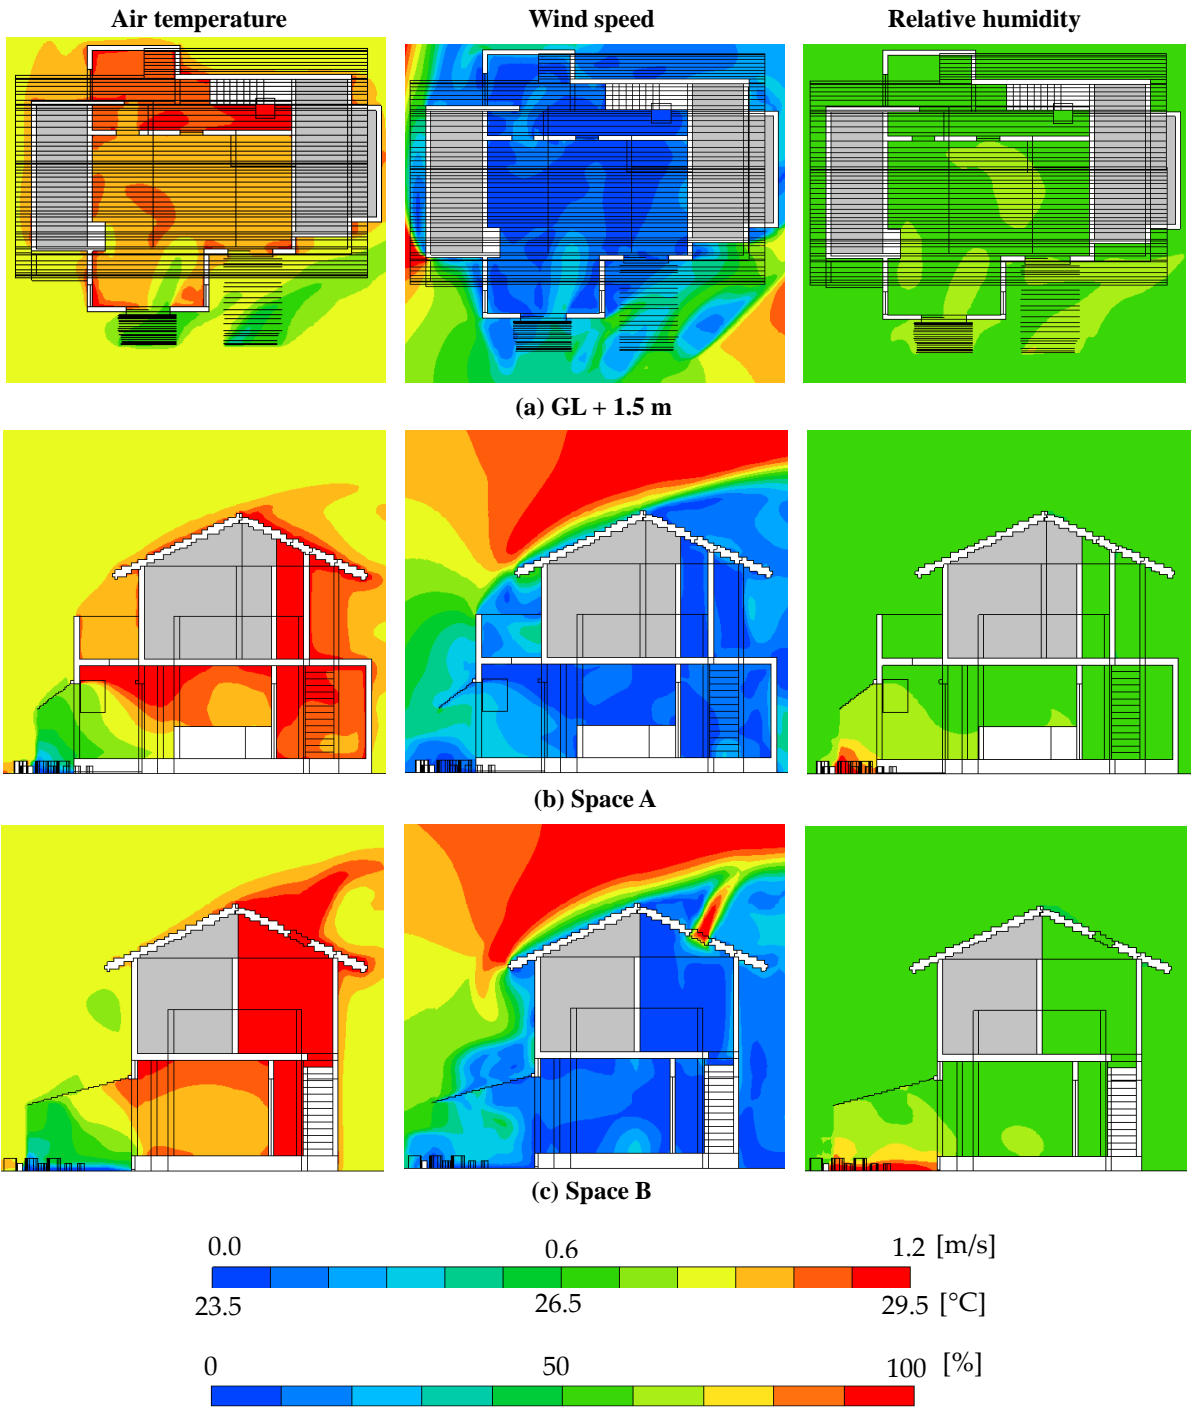 Air temperature Wind speed Relative humidity
(a) GL + 1.5 m
(b) Space A
(c) Space B
0.0 0.6 1.2 [m/s]
23.5 26.5 29.5 [°C]
0 50 100 [%]